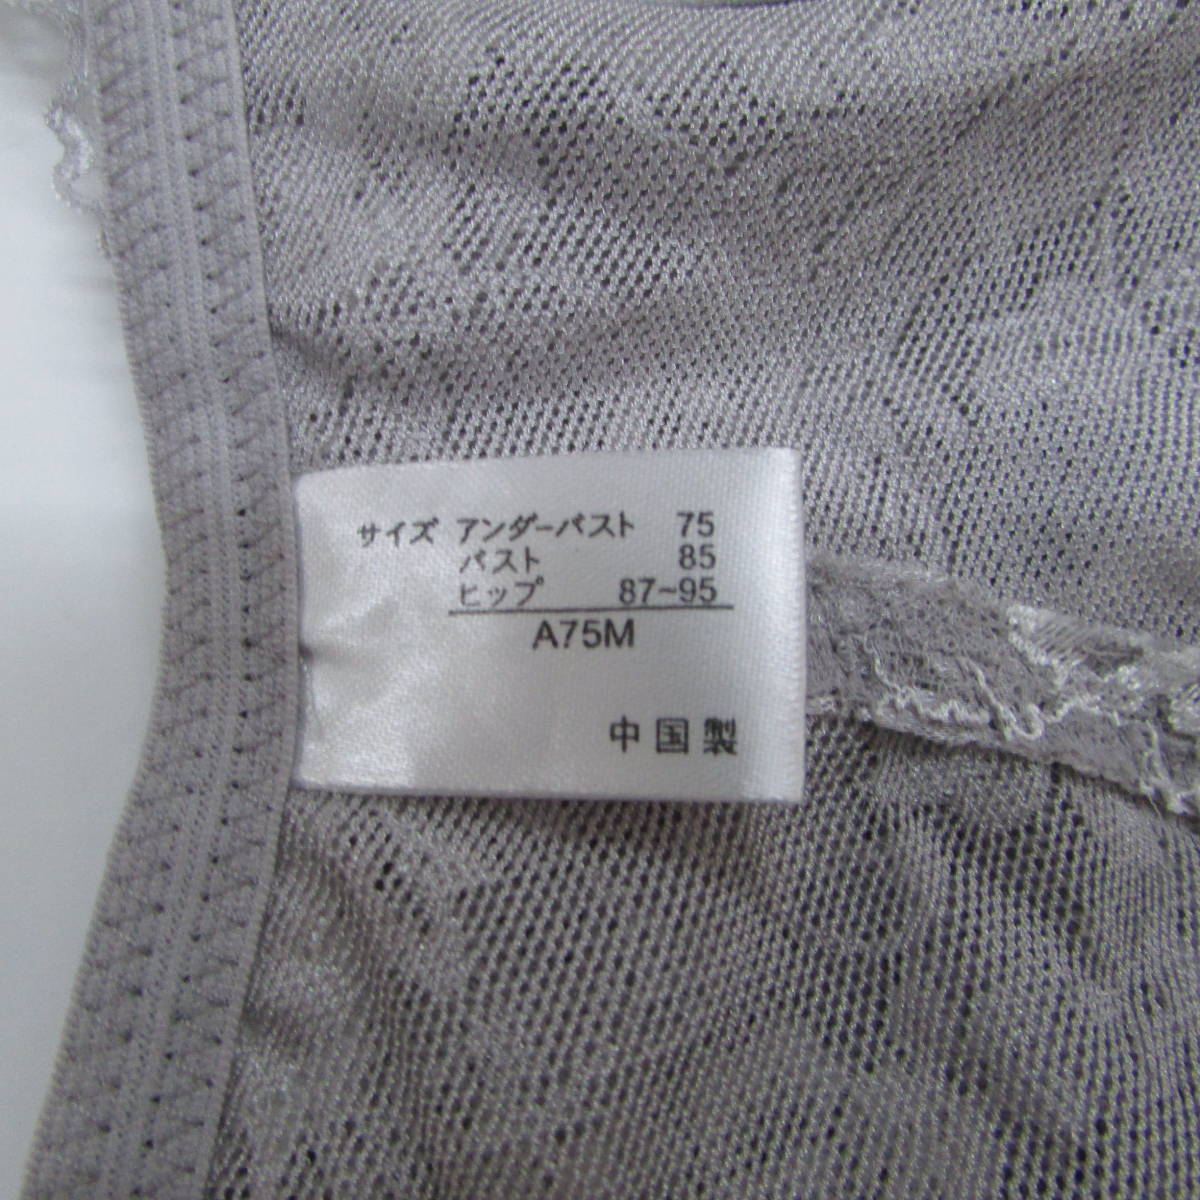 サイズ アンダーバスト 75
バスト 85
ヒップ 87~95
A75M
中国製